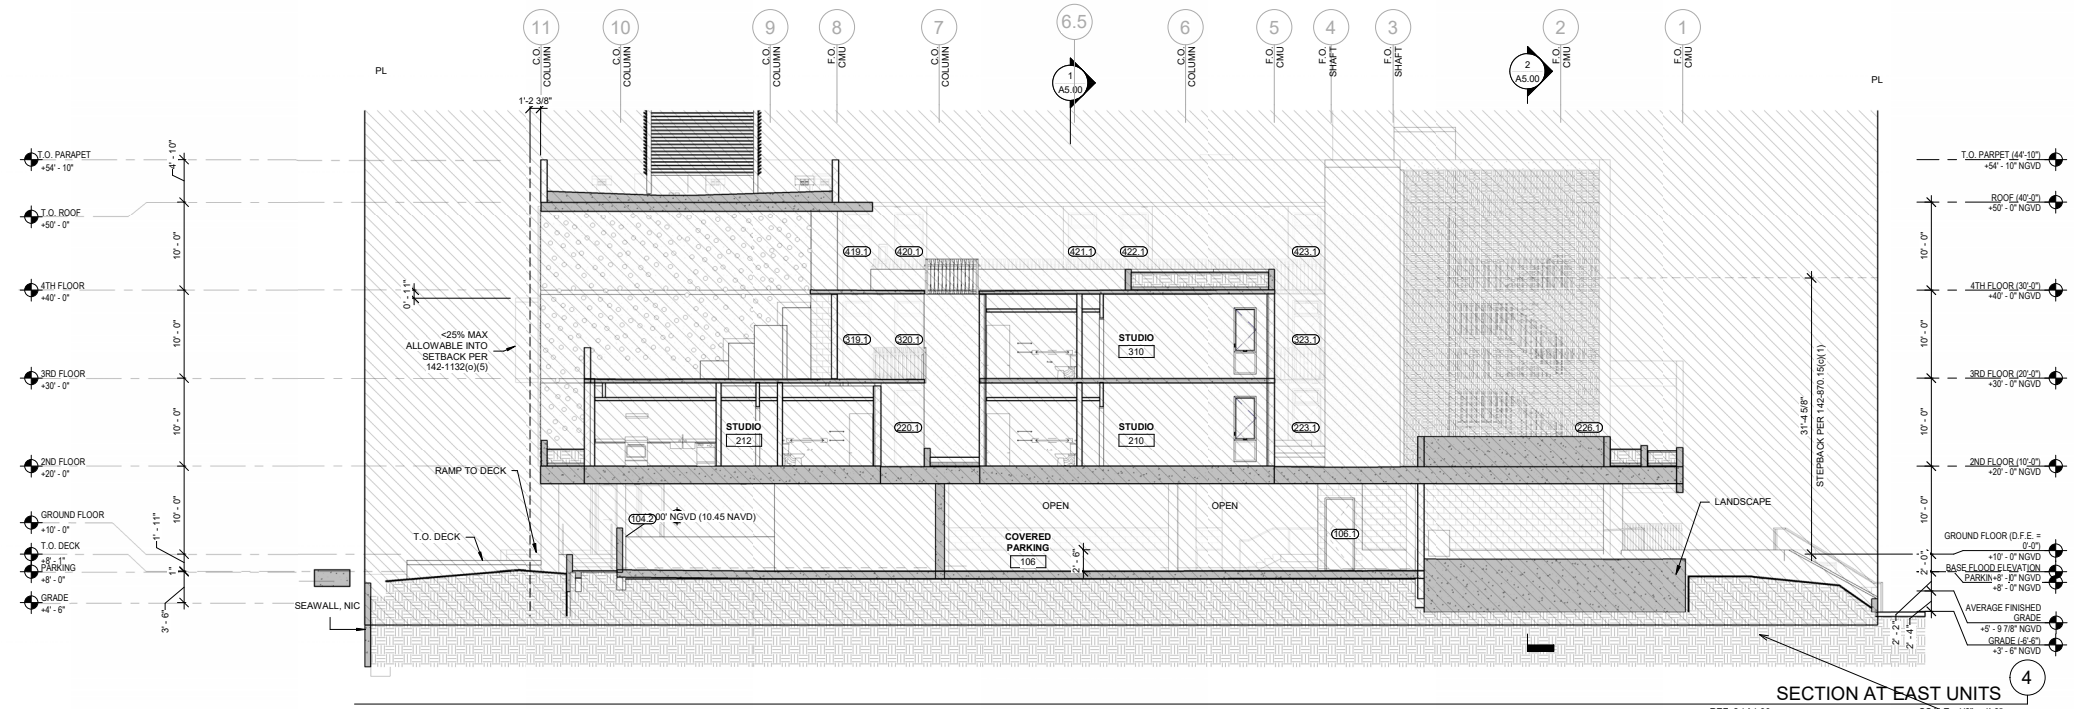 11
10
9
8
7
6.5
6
5
4
3
2
1
C.O. COLUMN
C.O. COLUMN
C.O. COLUMN
F.O. CMU
C.O. COLUMN
C.O. COLUMN
F.O. CMU
F.O. SHAFT
F.O. SHAFT
F.O. CMU
F.O. CMU
PL
PL
1
A5.00
2
A5.00
1'-2 3/8"
T.O. PARAPET
+54' - 10"
T.O. ROOF
+50' - 0"
4TH FLOOR
+40' - 0"
3RD FLOOR
+30' - 0"
2ND FLOOR
+20' - 0"
GROUND FLOOR
+10' - 0"
T.O. DECK
+8' - 1"
PARKING
+8' - 0"
GRADE
+4' - 6"
4' - 10"
10' - 0"
10' - 0"
10' - 0"
10' - 0"
1' - 11"
1"
3' - 6"
0' - 11"
<25% MAX
ALLOWABLE INTO
SETBACK PER
142-1132(o)(5)
RAMP TO DECK
T.O. DECK
SEAWALL, NIC
419.1
420.1
421.1
422.1
423.1
319.1
320.1
STUDIO
310
323.1
STUDIO
212
220.1
STUDIO
210
223.1
226.1
104.2
00' NGVD (10.45 NAVD)
OPEN
OPEN
COVERED
PARKING
106
2' - 6"
106.1
LANDSCAPE
31'-4 5/8"
STEPBACK PER 142-870.15(c)(1)
T.O. PARPET (44'-10")
+54' - 10" NGVD
ROOF (40'-0")
+50' - 0" NGVD
4TH FLOOR (30'-0")
+40' - 0" NGVD
3RD FLOOR (20'-0")
+30' - 0" NGVD
2ND FLOOR (10'-0")
+20' - 0" NGVD
GROUND FLOOR (D.F.E. =
0'-0")
+10' - 0" NGVD
BASE FLOOD ELEVATION
+8' - 0" NGVD
PARKIN
+8' - 0" NGVD
AVERAGE FINISHED
GRADE
+5' - 9 7/8" NGVD
GRADE (-6'-6")
+3' - 6" NGVD
10' - 0"
10' - 0"
10' - 0"
10' - 0"
2' - 0"
2' - 2"
2' - 4"
SECTION AT EAST UNITS
4